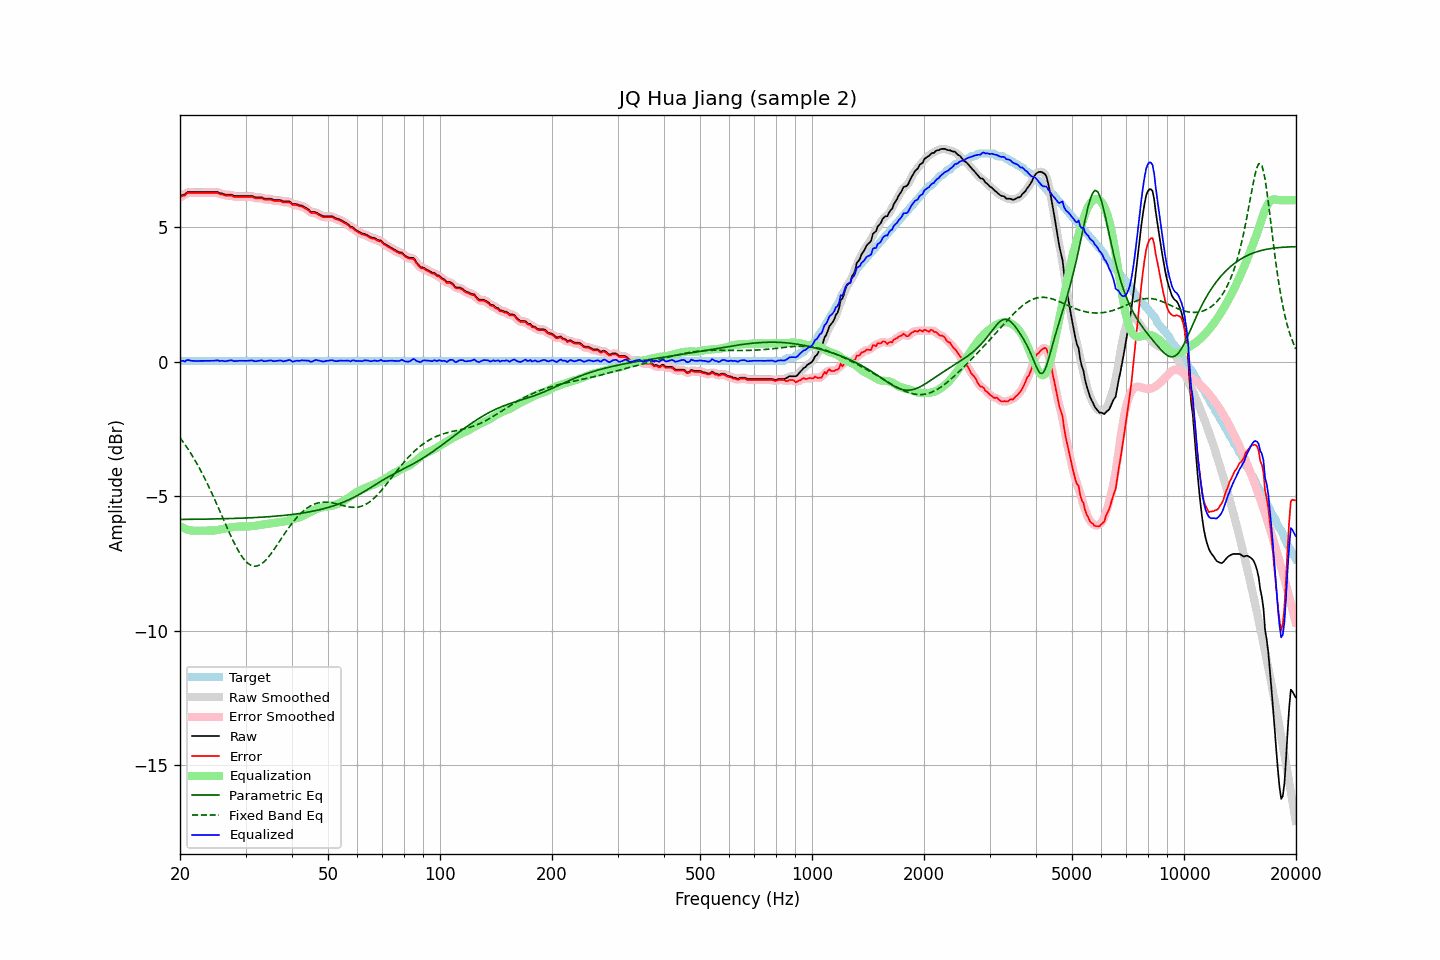 JQ Hua Jiang (sample 2)
Amplitude (dBr)
5
0
−5
−10
−15
Target
Raw Smoothed
Error Smoothed
Raw
Error
Equalization
Parametric Eq
Fixed Band Eq
Equalized
20 50 100 200 500 1000 2000 5000 10000 20000
Frequency (Hz)